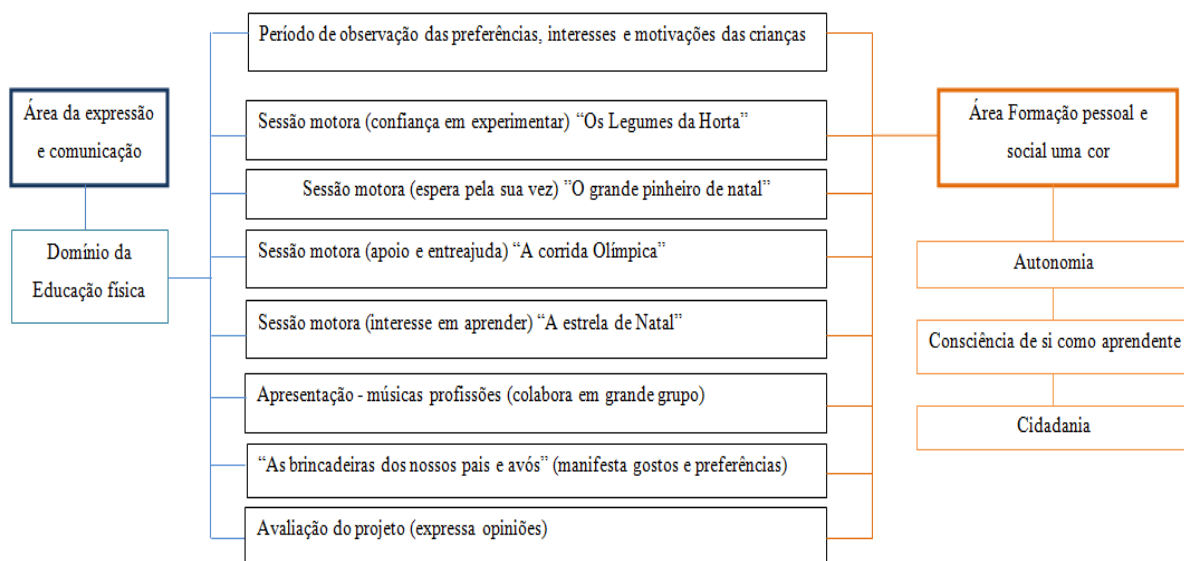 Área da expressão
e comunicação
Domínio da
Educação física
Período de observação das preferências, interesses e motivações das crianças
Sessão motora (confiança em experimentar) “Os Legumes da Horta”
Sessão motora (espera pela sua vez) ”O grande pinheiro de natal”
Sessão motora (apoio e entreajuda) “A corrida Olímpica”
Sessão motora (interesse em aprender) “A estrela de Natal”
Apresentação - músicas profissões (colabora em grande grupo)
“As brincadeiras dos nossos pais e avós” (manifesta gostos e preferências)
Avaliação do projeto (expressa opiniões)
Área Formação pessoal e
social uma cor
Autonomia
Consciência de si como aprendente
Cidadania